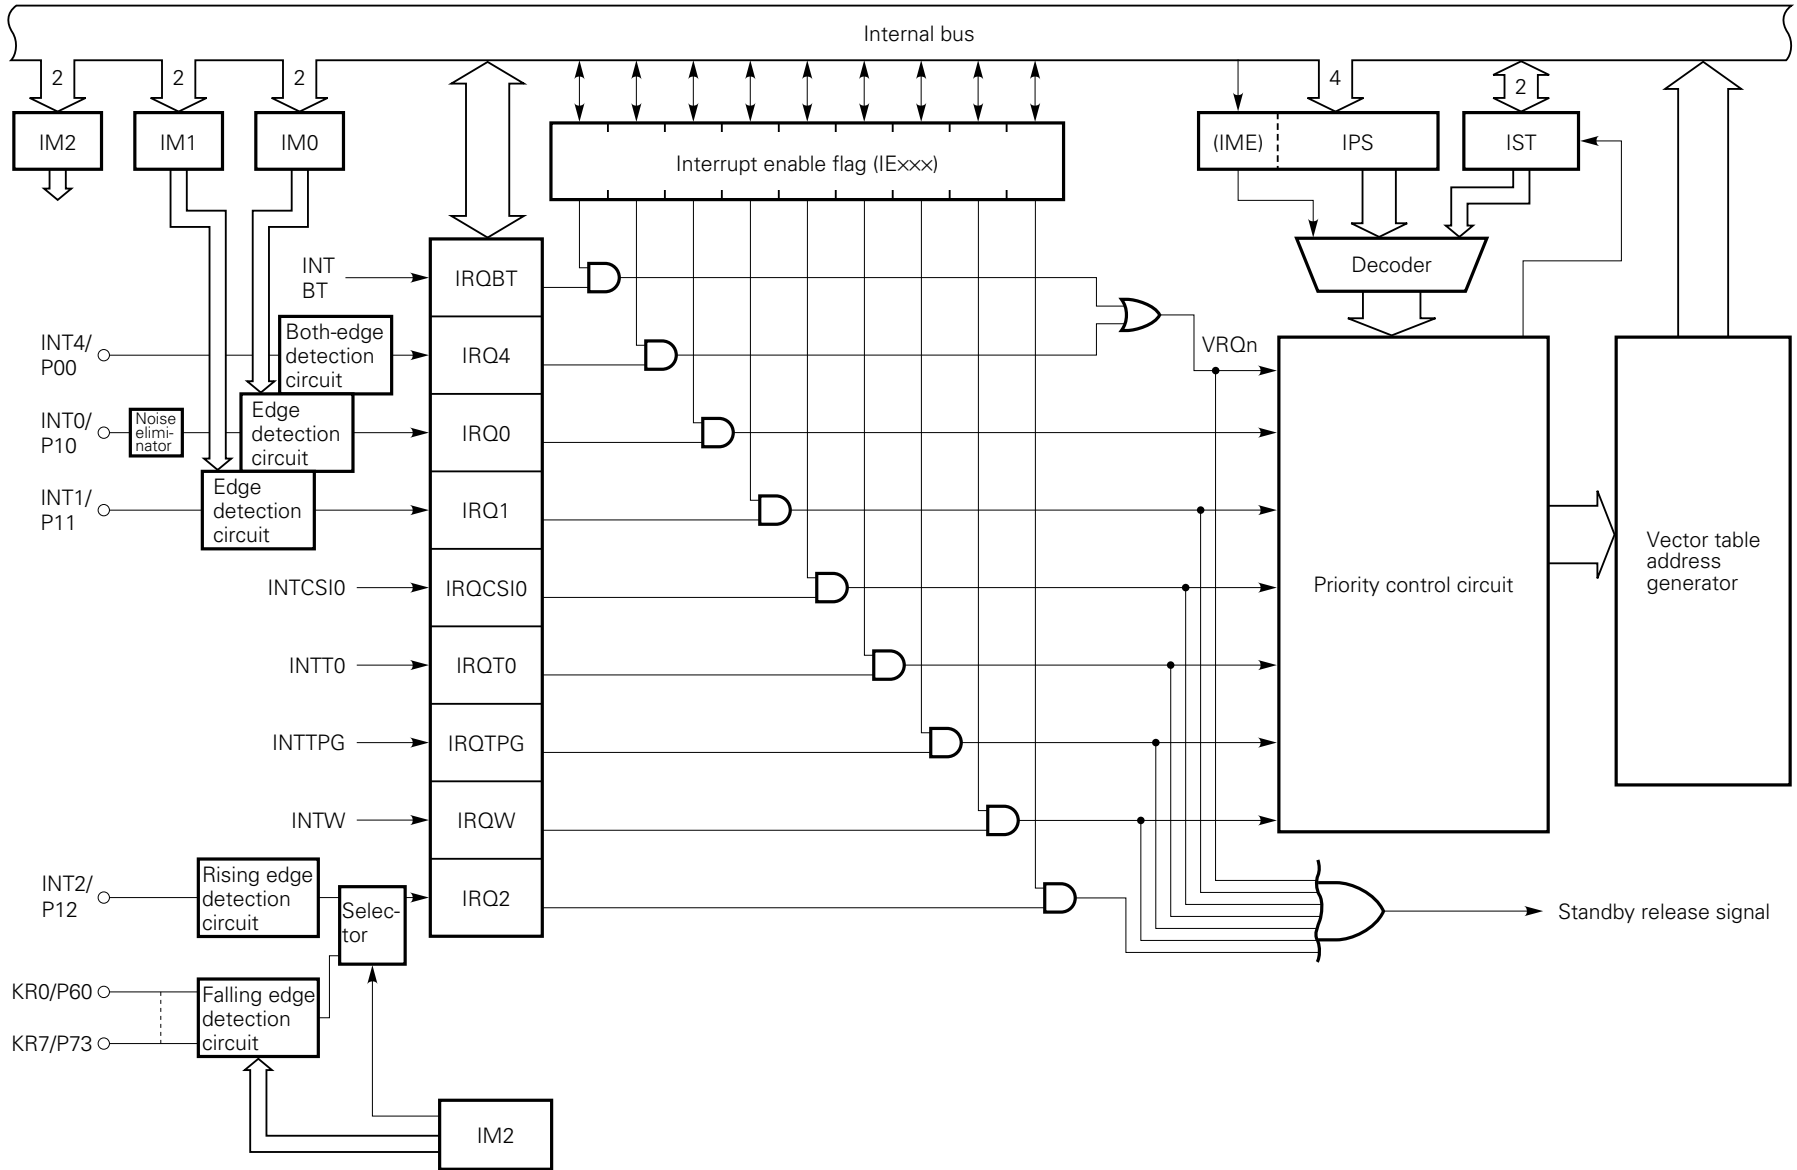 Internal bus
2
2
2
4
2
IM2
IM1
IM0
Interrupt enable flag (IE×××)
(IME)
IPS
IST
Decoder
INT
BT
IRQBT
INT4/
P00
Both-edge
detection
circuit
IRQ4
VRQn
INT0/
P10
Noise
elimi-
nator
Edge
detection
circuit
IRQ0
INT1/
P11
Edge
detection
circuit
IRQ1
INTCSI0
IRQCSI0
Priority control circuit
Vector table
address
generator
INTT0
IRQT0
INTTPG
IRQTPG
INTW
IRQW
INT2/
P12
Rising edge
detection
circuit
Selec-
tor
IRQ2
Standby release signal
KR0/P60
KR7/P73
Falling edge
detection
circuit
IM2